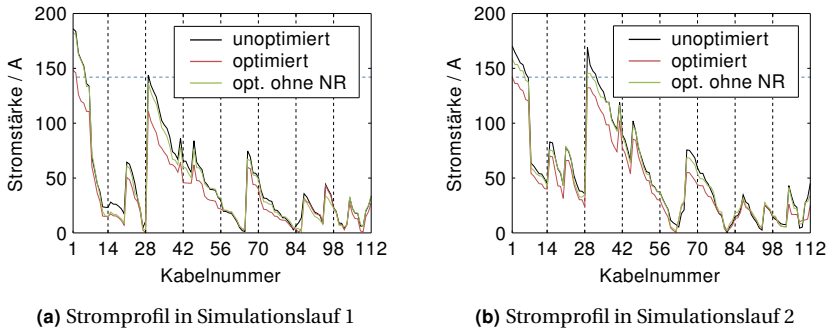 Stromstärke / A
200
150
100
50
0
unoptimiert
optimiert
opt. ohne NR
1 14 28 42 56 70 84 98 112
Kabelnummer
(a) Stromprofil in Simulationslauf 1
Stromstärke / A
200
150
100
50
0
unoptimiert
optimiert
opt. ohne NR
1 14 28 42 56 70 84 98 112
Kabelnummer
(b) Stromprofil in Simulationslauf 2